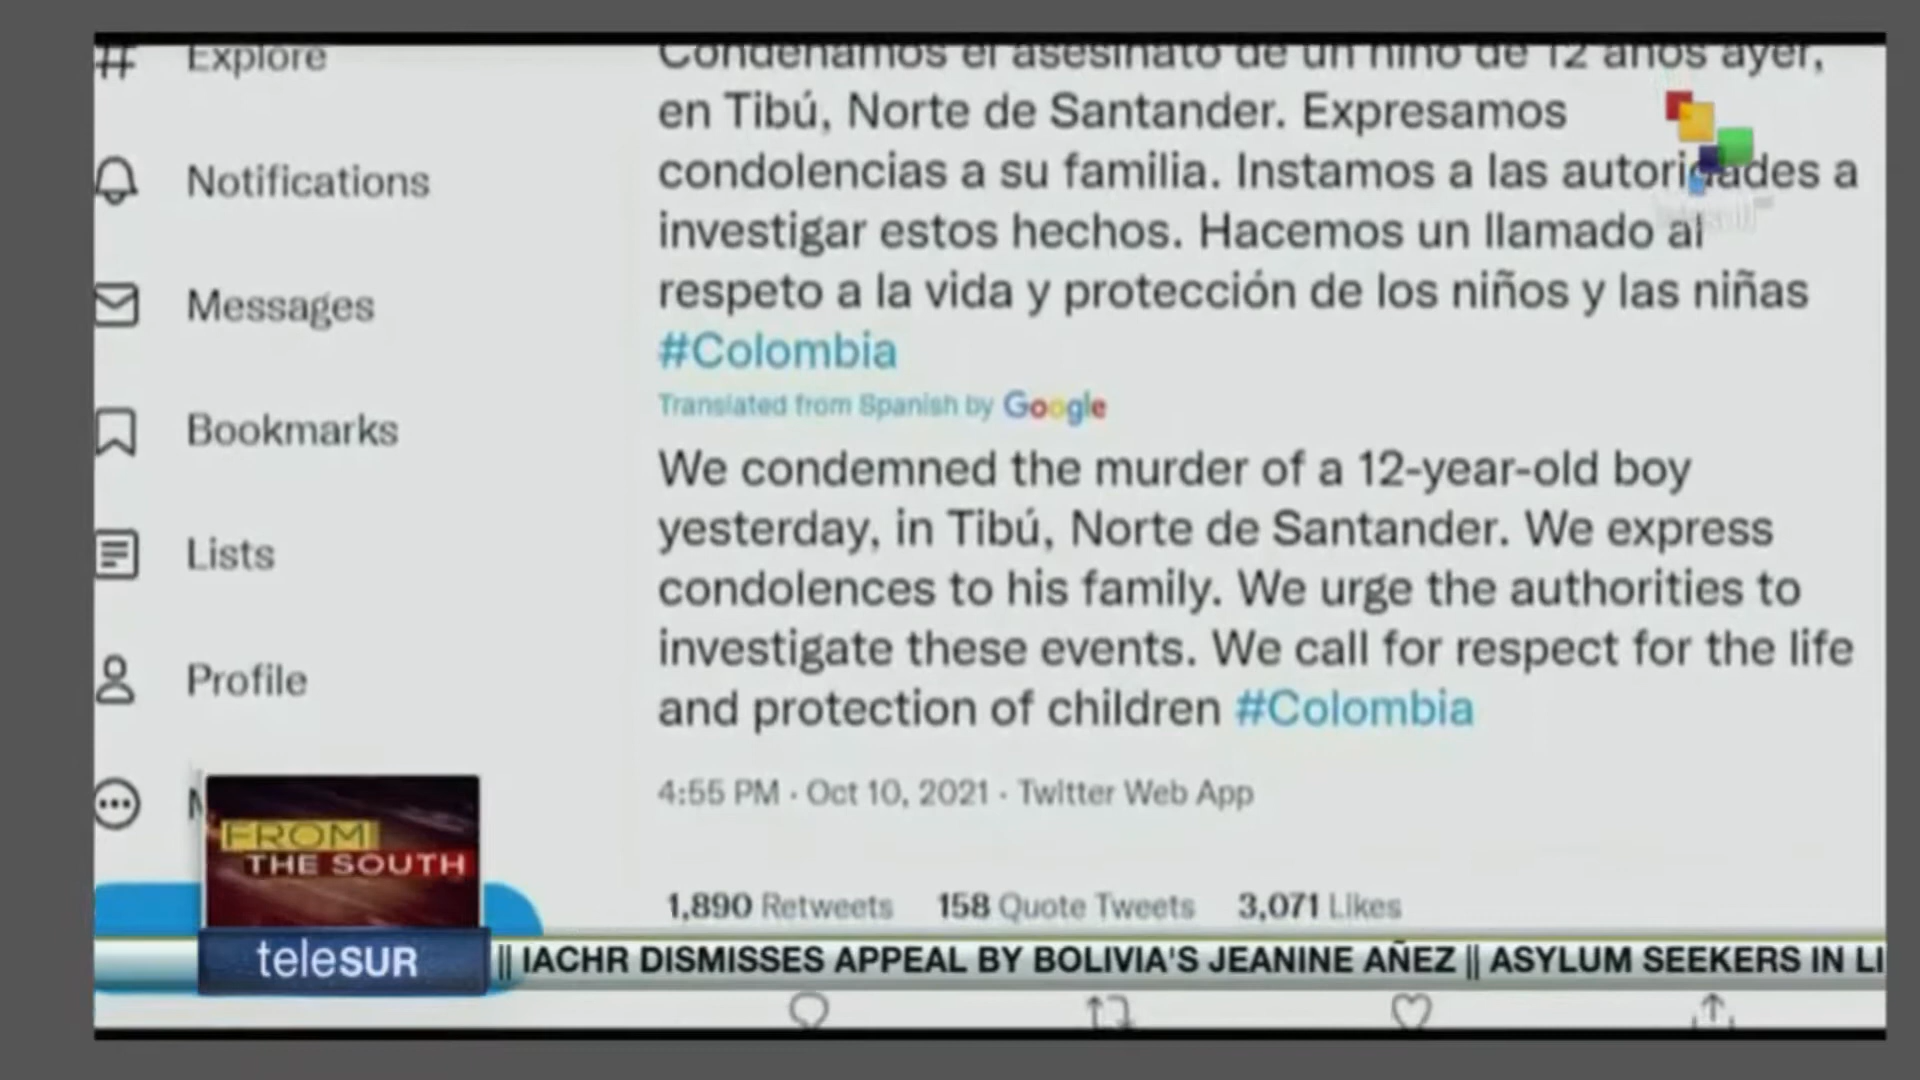 Explore
Notifications
Messages
Bookmarks
Lists
Profile
Condenamos el asesinato de un niño de 12 años ayer,
en Tibú, Norte de Santander. Expresamos
condolencias a su familia. Instamos a las autoridades a
investigar estos hechos. Hacemos un llamado al
respeto a la vida y protección de los niños y las niñas
#Colombia
Translated from Spanish by Google
We condemned the murder of a 12-year-old boy
yesterday, in Tibú, Norte de Santander. We express
condolences to his family. We urge the authorities to
investigate these events. We call for respect for the life
and protection of children #Colombia
4:55 PM · Oct 10, 2021 · Twitter Web App
1,890 Retweets 158 Quote Tweets 3,071 Likes
FROM
THE SOUTH
teleSUR
|| IACHR DISMISSES APPEAL BY BOLIVIA'S JEANINE AÑEZ || ASYLUM SEEKERS IN LI